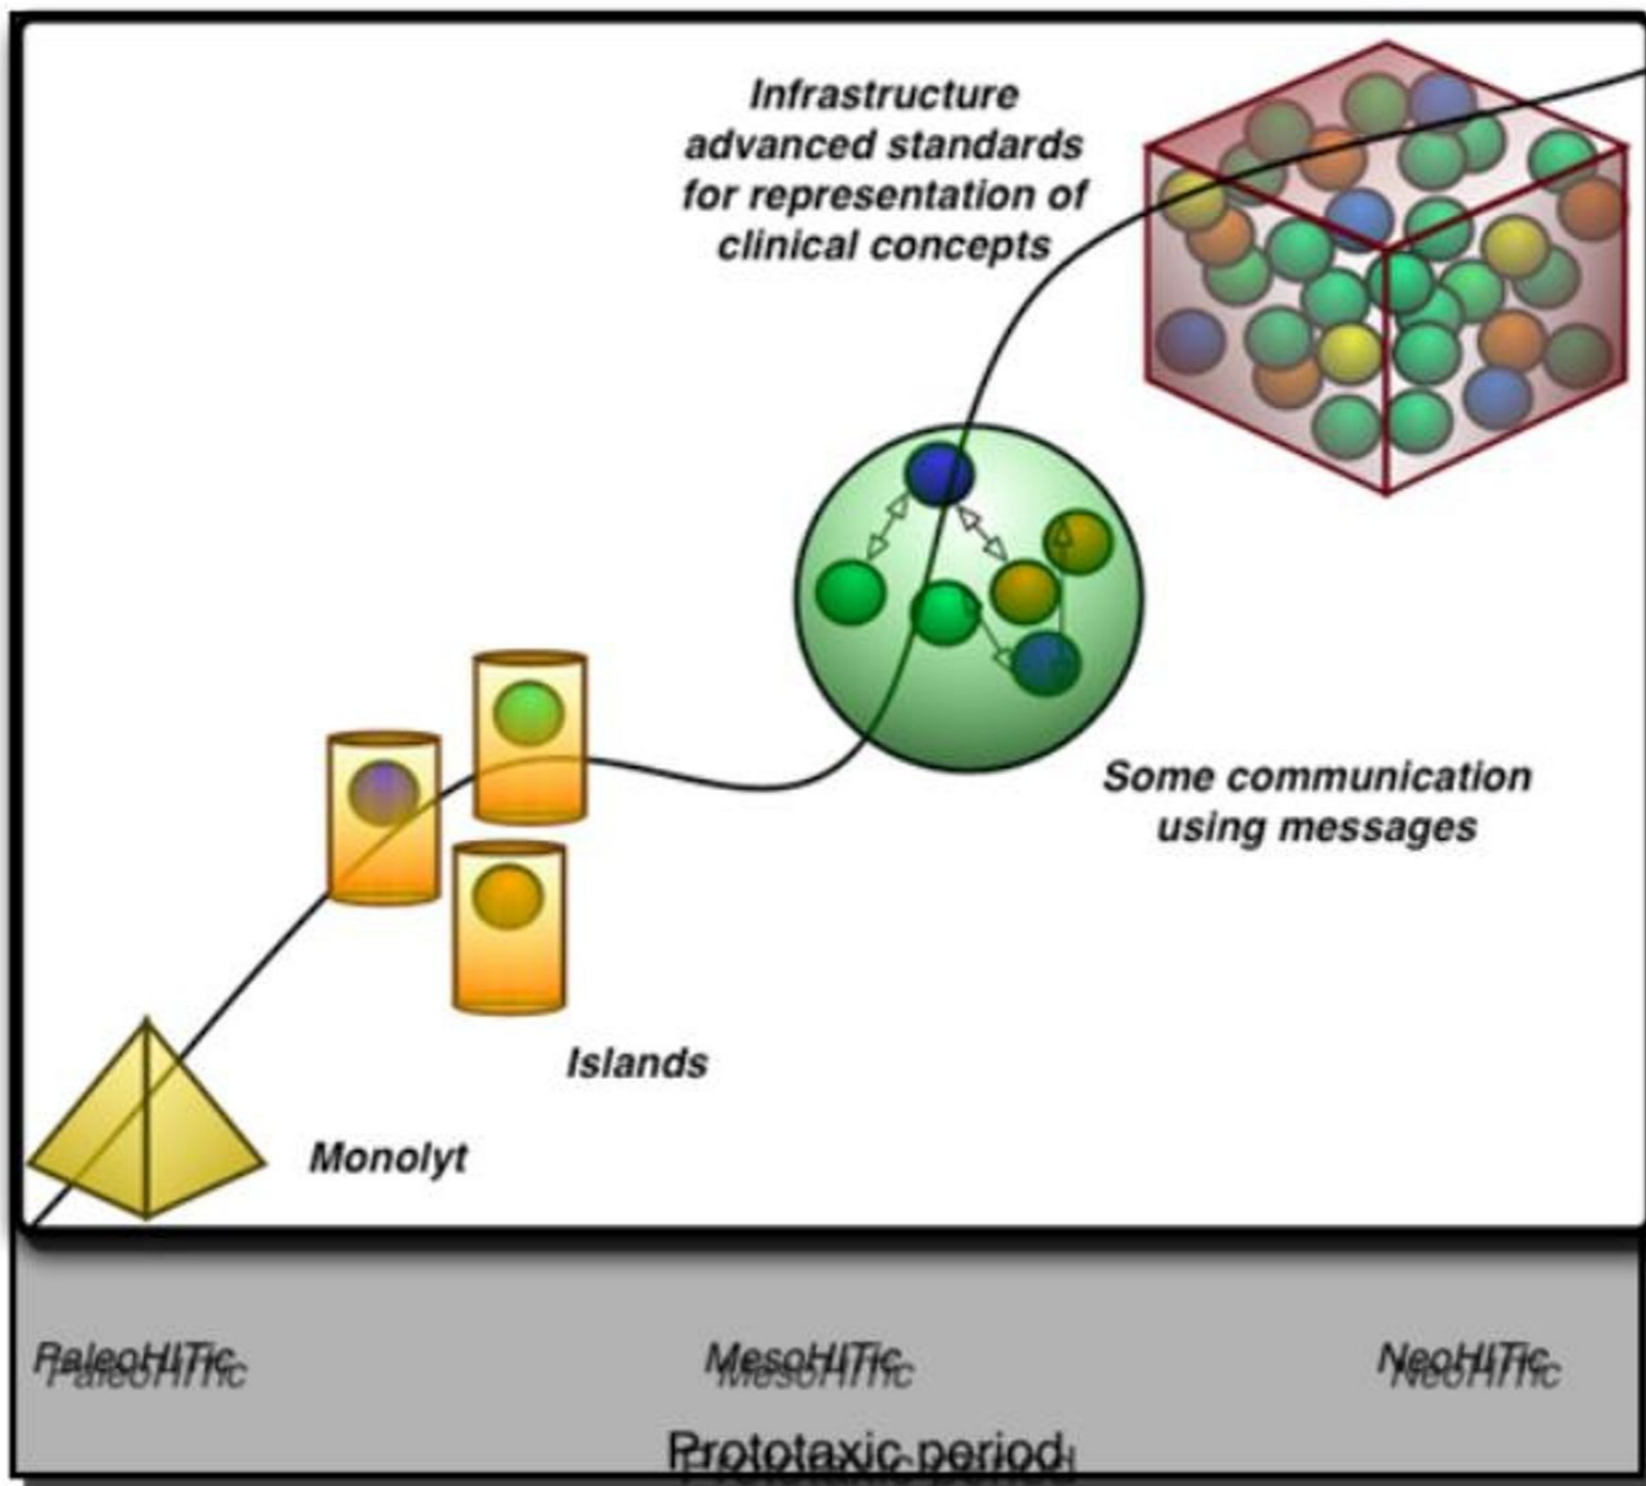 Infrastructure
advanced standards
for representation of
clinical concepts
Some communication
using messages
Islands
Monolyt
PaleoHITic
MesoHITic
NeoHITic
Prototaxic period